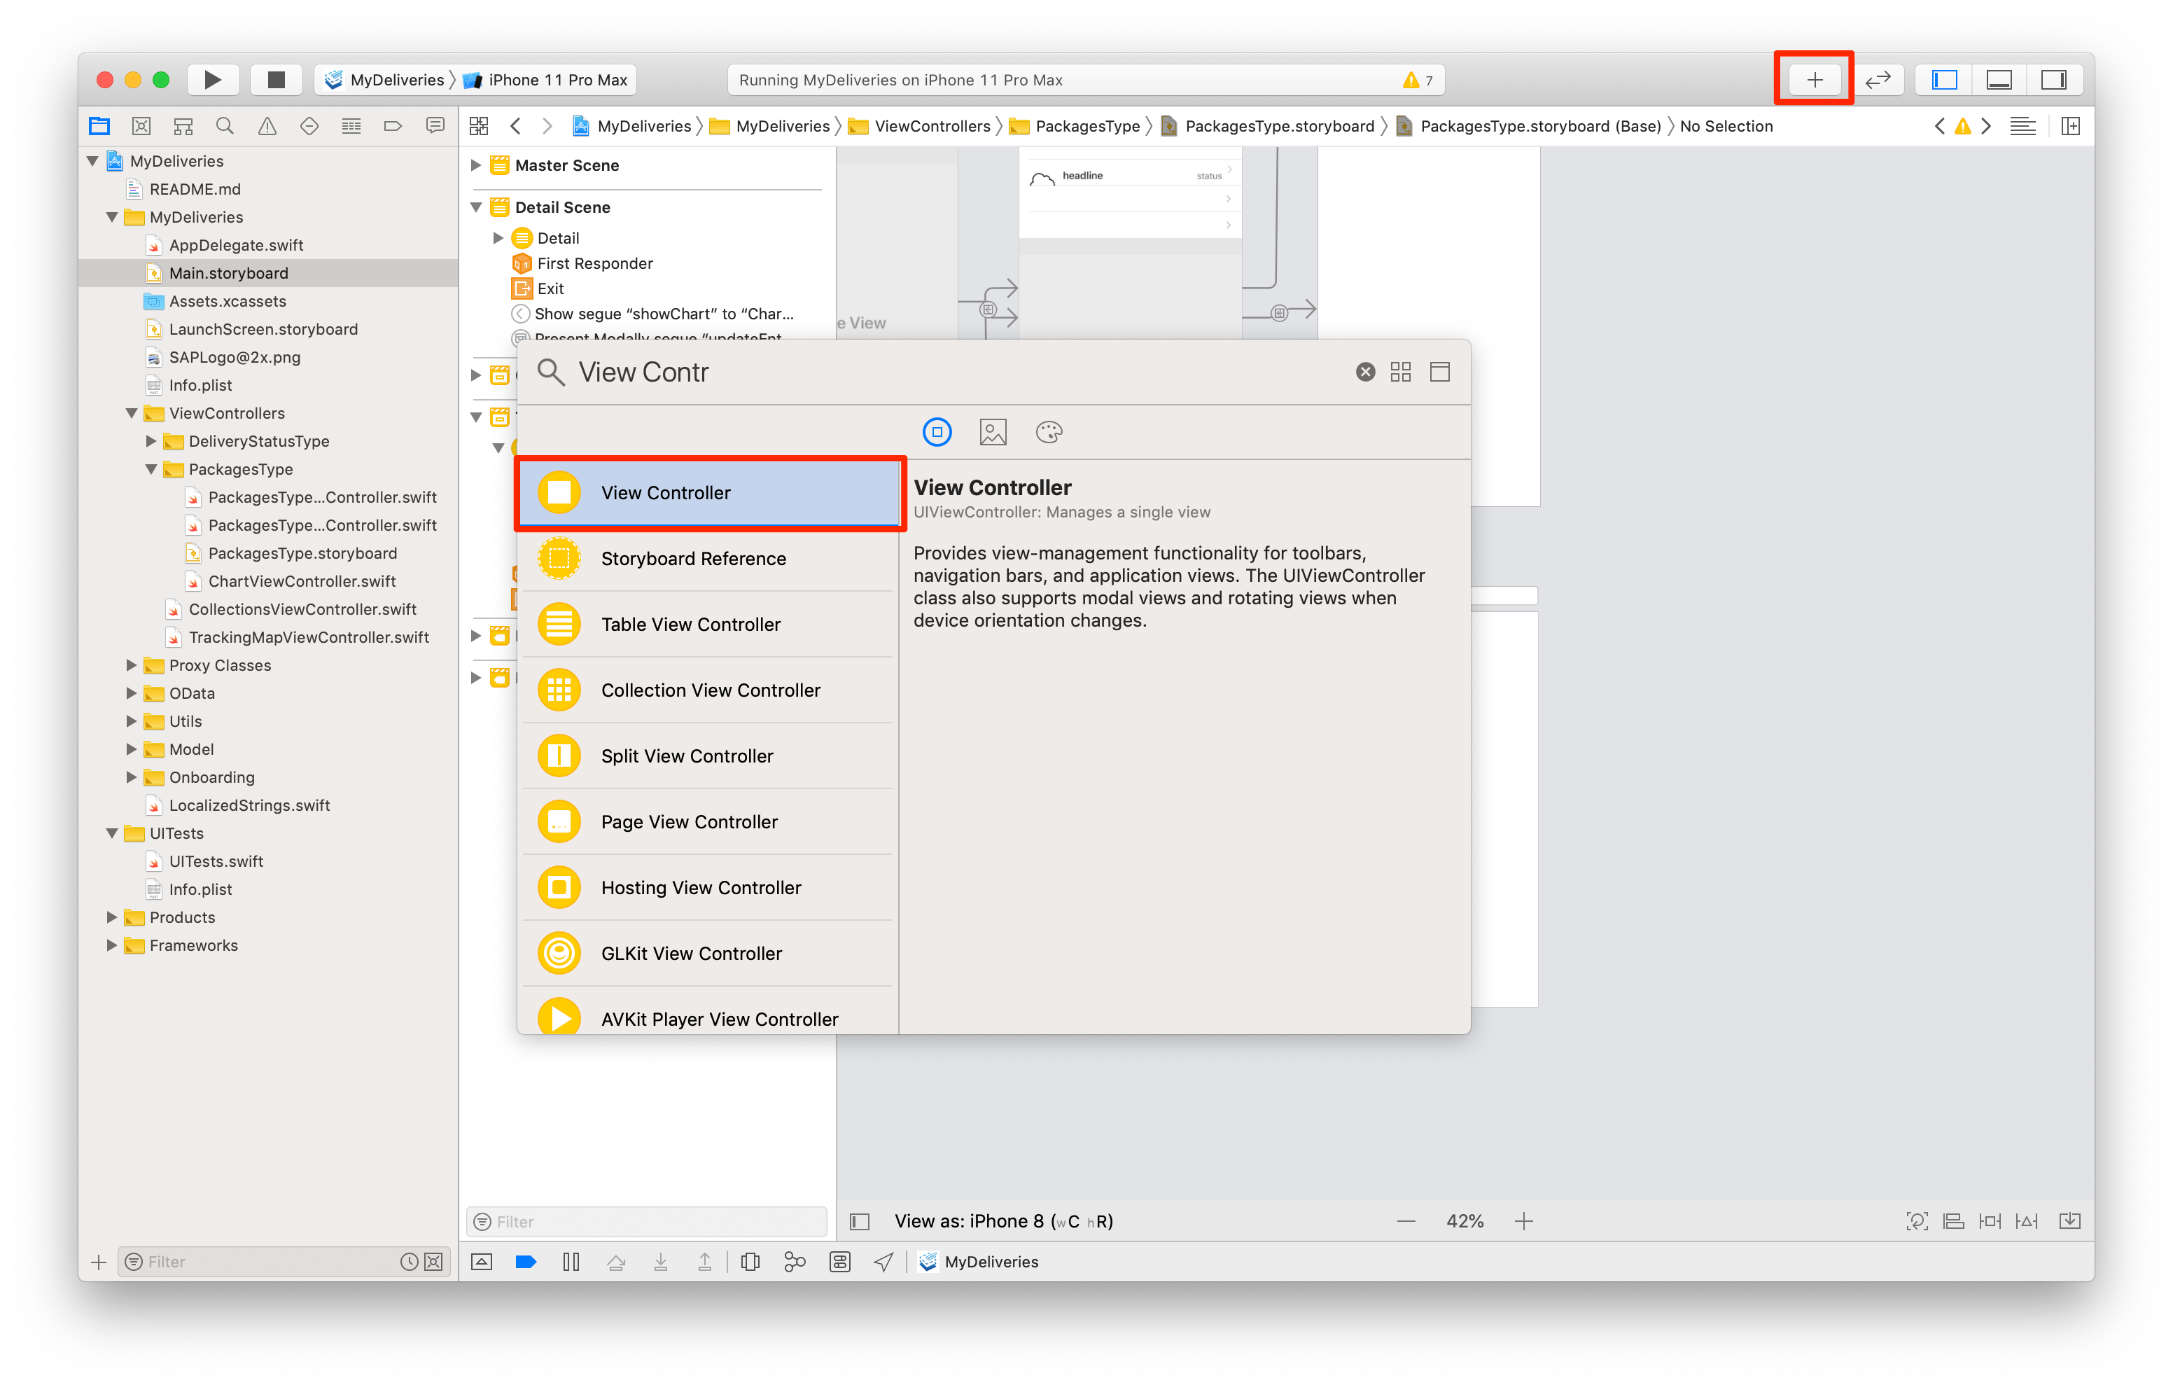 MyDeliveries 〉 iPhone 11 Pro Max
Running MyDeliveries on iPhone 11 Pro Max
7
MyDeliveries 〉 MyDeliveries 〉 ViewControllers 〉 PackagesType 〉 PackagesType.storyboard 〉 PackagesType.storyboard (Base) 〉 No Selection
MyDeliveries
README.md
MyDeliveries
AppDelegate.swift
Main.storyboard
Assets.xcassets
LaunchScreen.storyboard
SAPLogo@2x.png
Info.plist
ViewControllers
DeliveryStatusType
PackagesType
PackagesType...Controller.swift
PackagesType...Controller.swift
PackagesType.storyboard
ChartViewController.swift
CollectionsViewController.swift
TrackingMapViewController.swift
Proxy Classes
OData
Utils
Model
Onboarding
LocalizedStrings.swift
UITests
UITests.swift
Info.plist
Products
Frameworks
Filter
Master Scene
Detail Scene
Detail
First Responder
Exit
Show segue “showChart” to “Char...
Present Modally segue “updateEnt
Filter
headline
status
e View
View Contr
View Controller
Storyboard Reference
Table View Controller
Collection View Controller
Split View Controller
Page View Controller
Hosting View Controller
GLKit View Controller
AVKit Player View Controller
View Controller
UIViewController: Manages a single view
Provides view-management functionality for toolbars,
navigation bars, and application views. The UIViewController
class also supports modal views and rotating views when
device orientation changes.
View as: iPhone 8 (wC hR)
42%
MyDeliveries